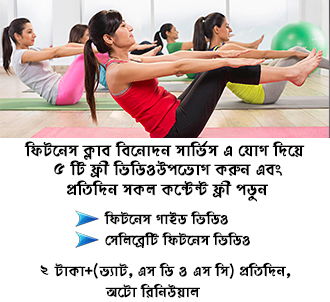 ফিটনেস ক্লাব বিনোদন সার্ভিস এ যোগ দিয়ে
৫ টি ফ্রী ভিডিওউপভোগ করুন এবং
প্রতিদিন সকল কন্টেন্ট ফ্রী পড়ুন
ফিটনেস গাইড ভিডিও
সেলিব্রেটি ফিটনেস ভিডিও
২ টাকা+(ভ্যাট, এস ডি ও এস সি) প্রতিদিন,
অটো রিনিউয়াল